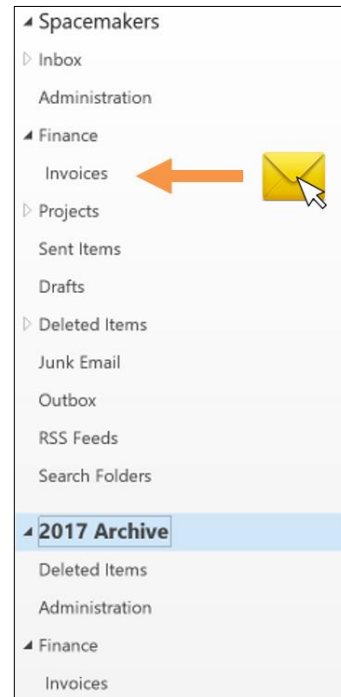 Spacemakers
Inbox
Administration
Finance
Invoices
Projects
Sent Items
Drafts
Deleted Items
Junk Email
Outbox
RSS Feeds
Search Folders
2017 Archive
Deleted Items
Administration
Finance
Invoices